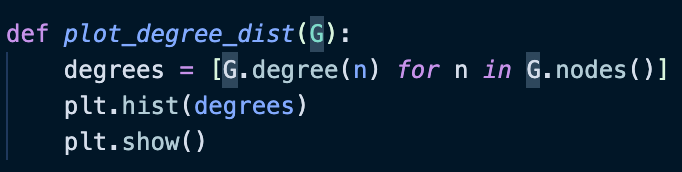 def plot_degree_dist(G):
    degrees = [G.degree(n) for n in G.nodes()]
    plt.hist(degrees)
    plt.show()